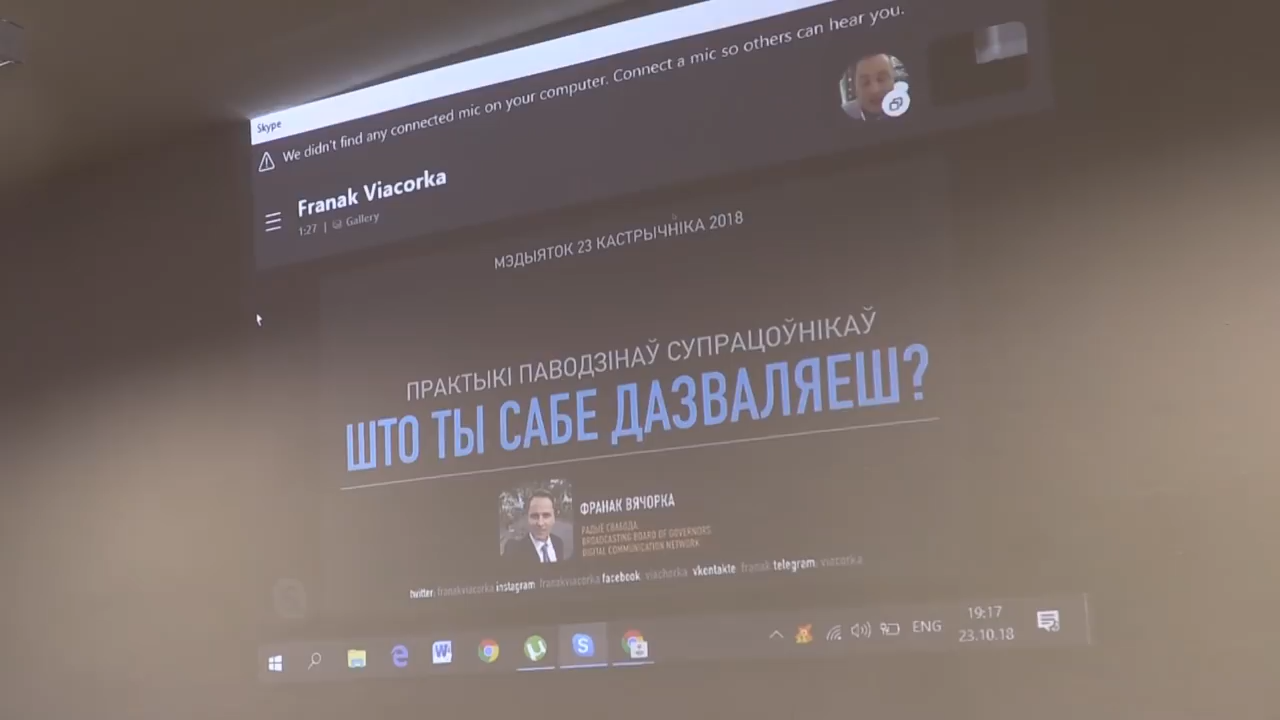 Skype
We didn't find any connected mic on your computer. Connect a mic so others can hear you.
Franak Viacorka
1:27 | Gallery
МЭДЫЯТОК 23 КАСТРЫЧНІКА 2018
ПРАКТЫКІ ПАВОДЗІНАЎ СУПРАЦОЎНІКАЎ
ШТО ТЫ САБЕ ДАЗВАЛЯЕШ?
ФРАНАК ВЯЧОРКА
РАДЫЕ СВАБОДА
BROADCASTING BOARD OF GOVERNORS
DIGITAL COMMUNICATION NETWORK
twitter: franakviacorka instagram: franakviacorka facebook: viachorka vkontakte: franak telegram: viacorka
ENG
19:17
23.10.18